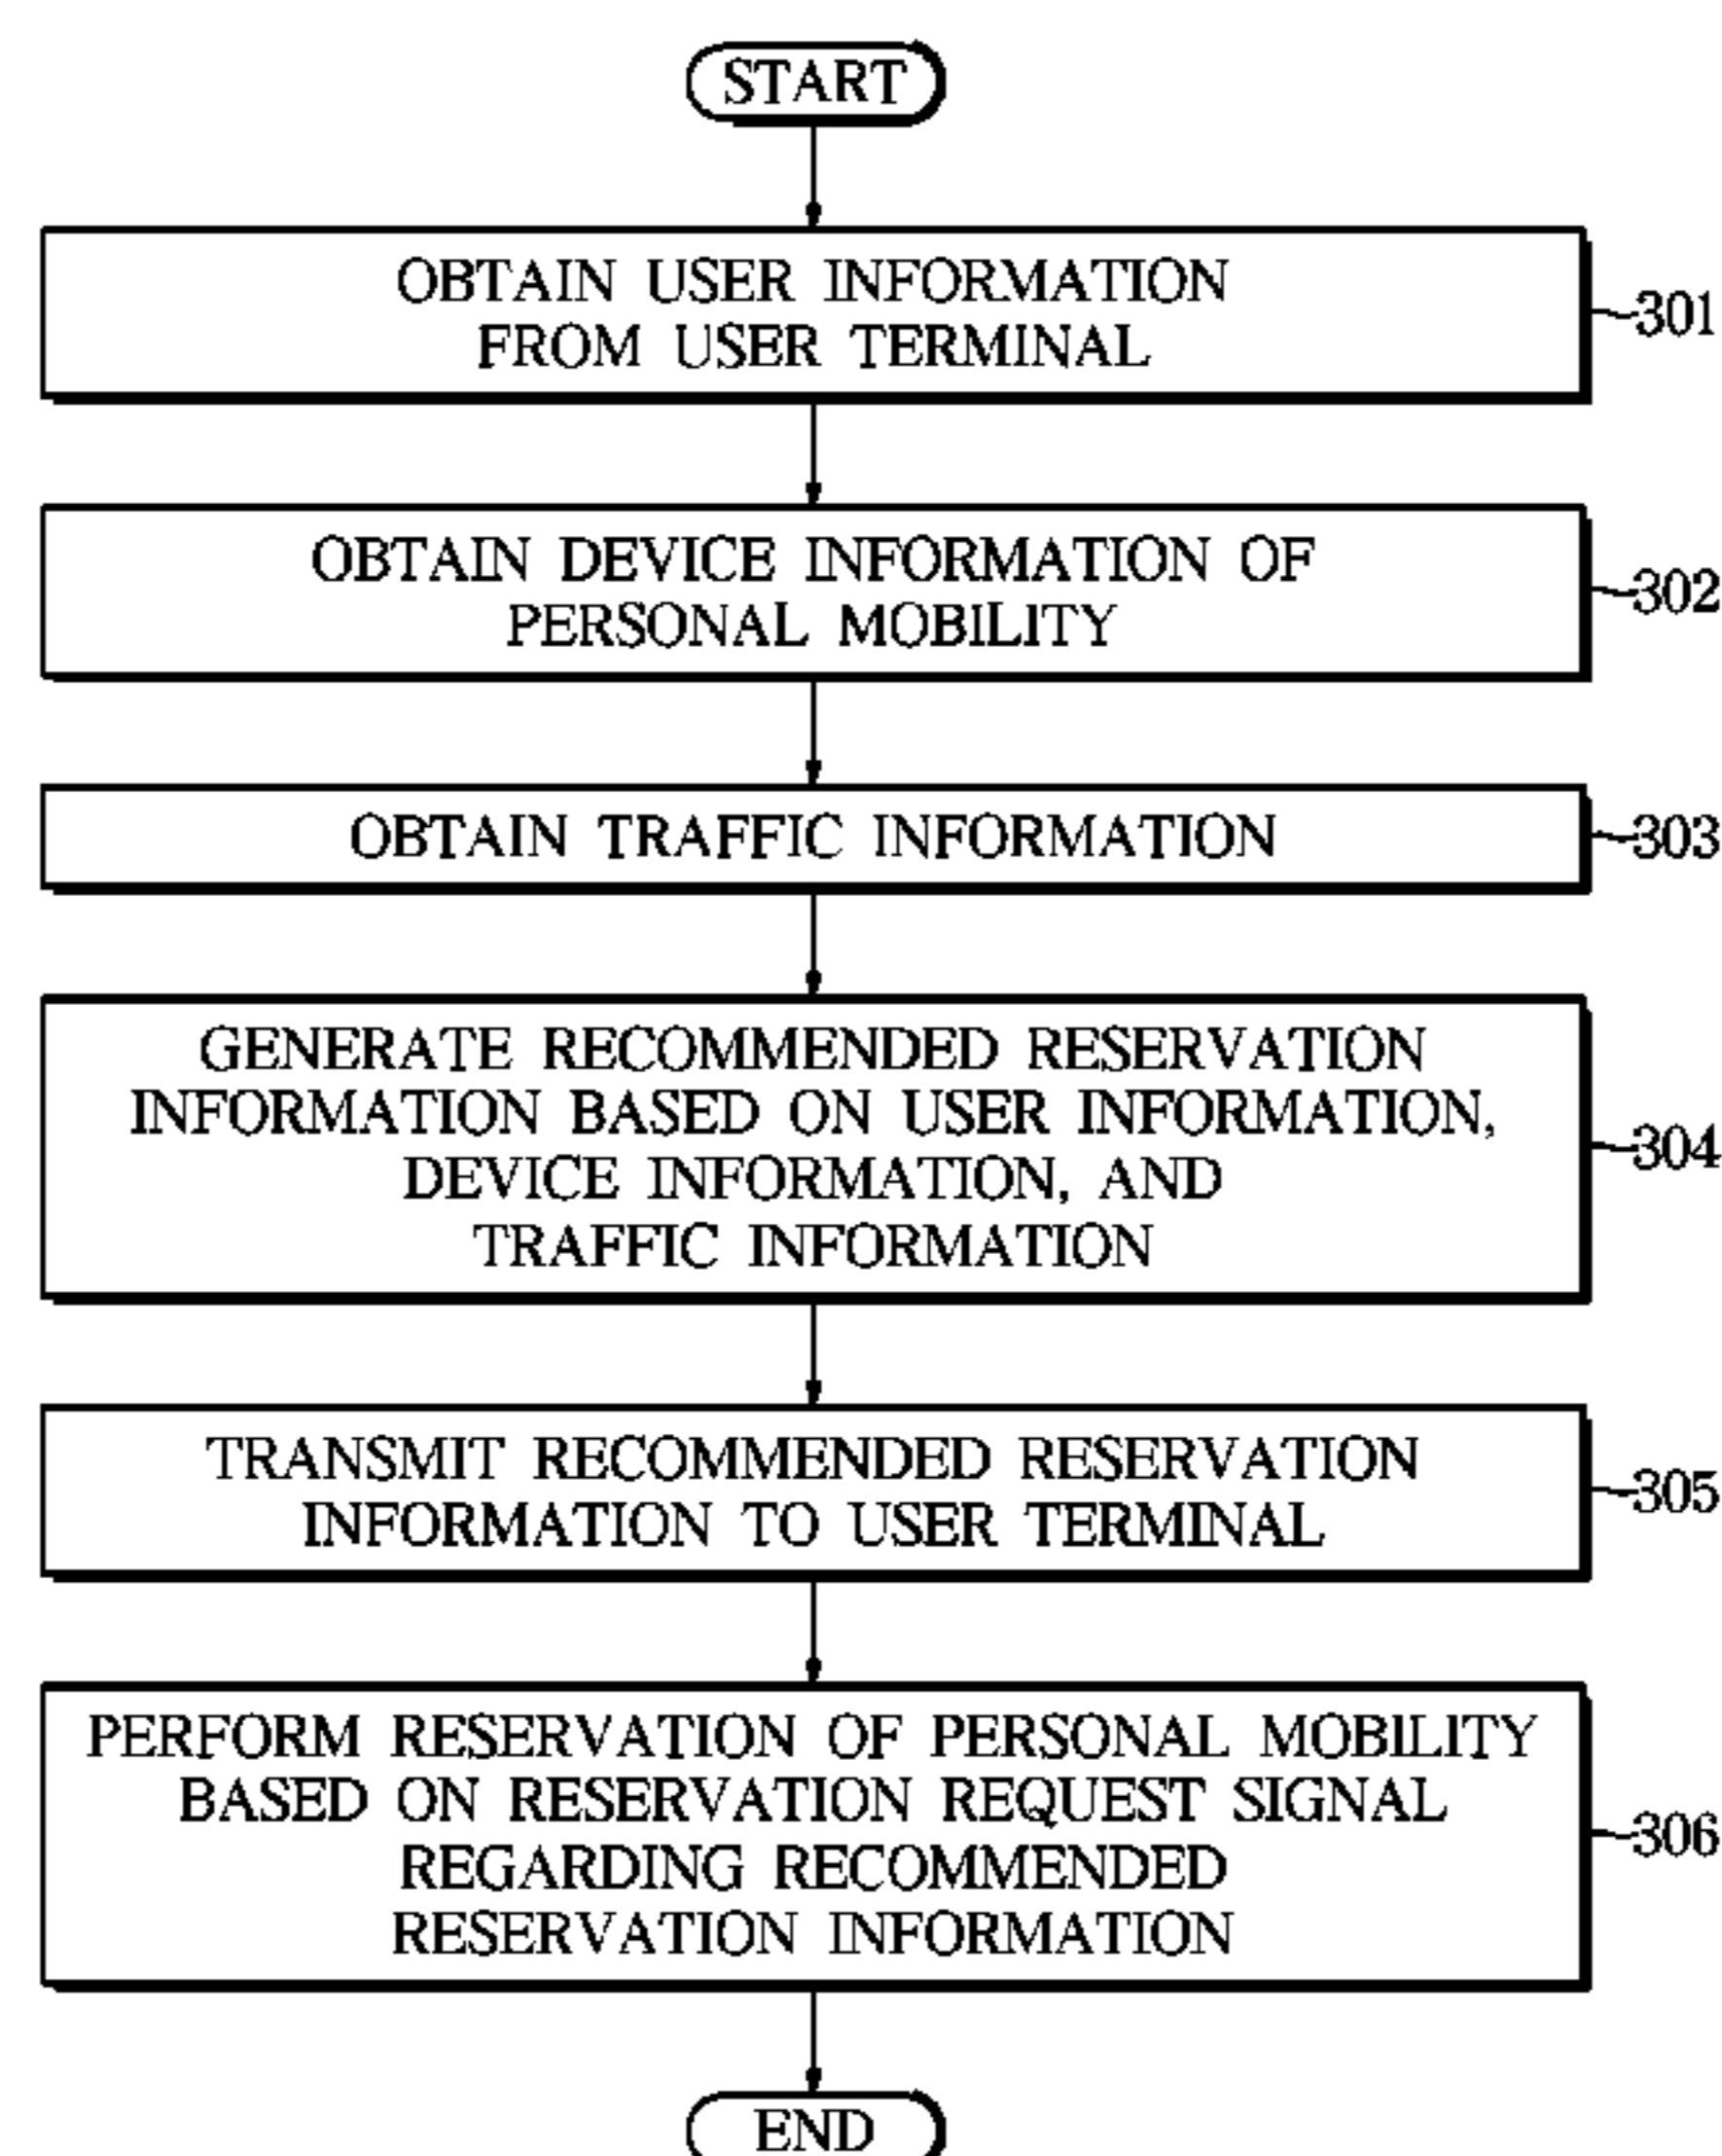 START
OBTAIN USER INFORMATION
FROM USER TERMINAL
301
OBTAIN DEVICE INFORMATION OF
PERSONAL MOBILITY
302
OBTAIN TRAFFIC INFORMATION
303
GENERATE RECOMMENDED RESERVATION
INFORMATION BASED ON USER INFORMATION,
DEVICE INFORMATION, AND
TRAFFIC INFORMATION
304
TRANSMIT RECOMMENDED RESERVATION
INFORMATION TO USER TERMINAL
305
PERFORM RESERVATION OF PERSONAL MOBILITY
BASED ON RESERVATION REQUEST SIGNAL
REGARDING RECOMMENDED
RESERVATION INFORMATION
306
END